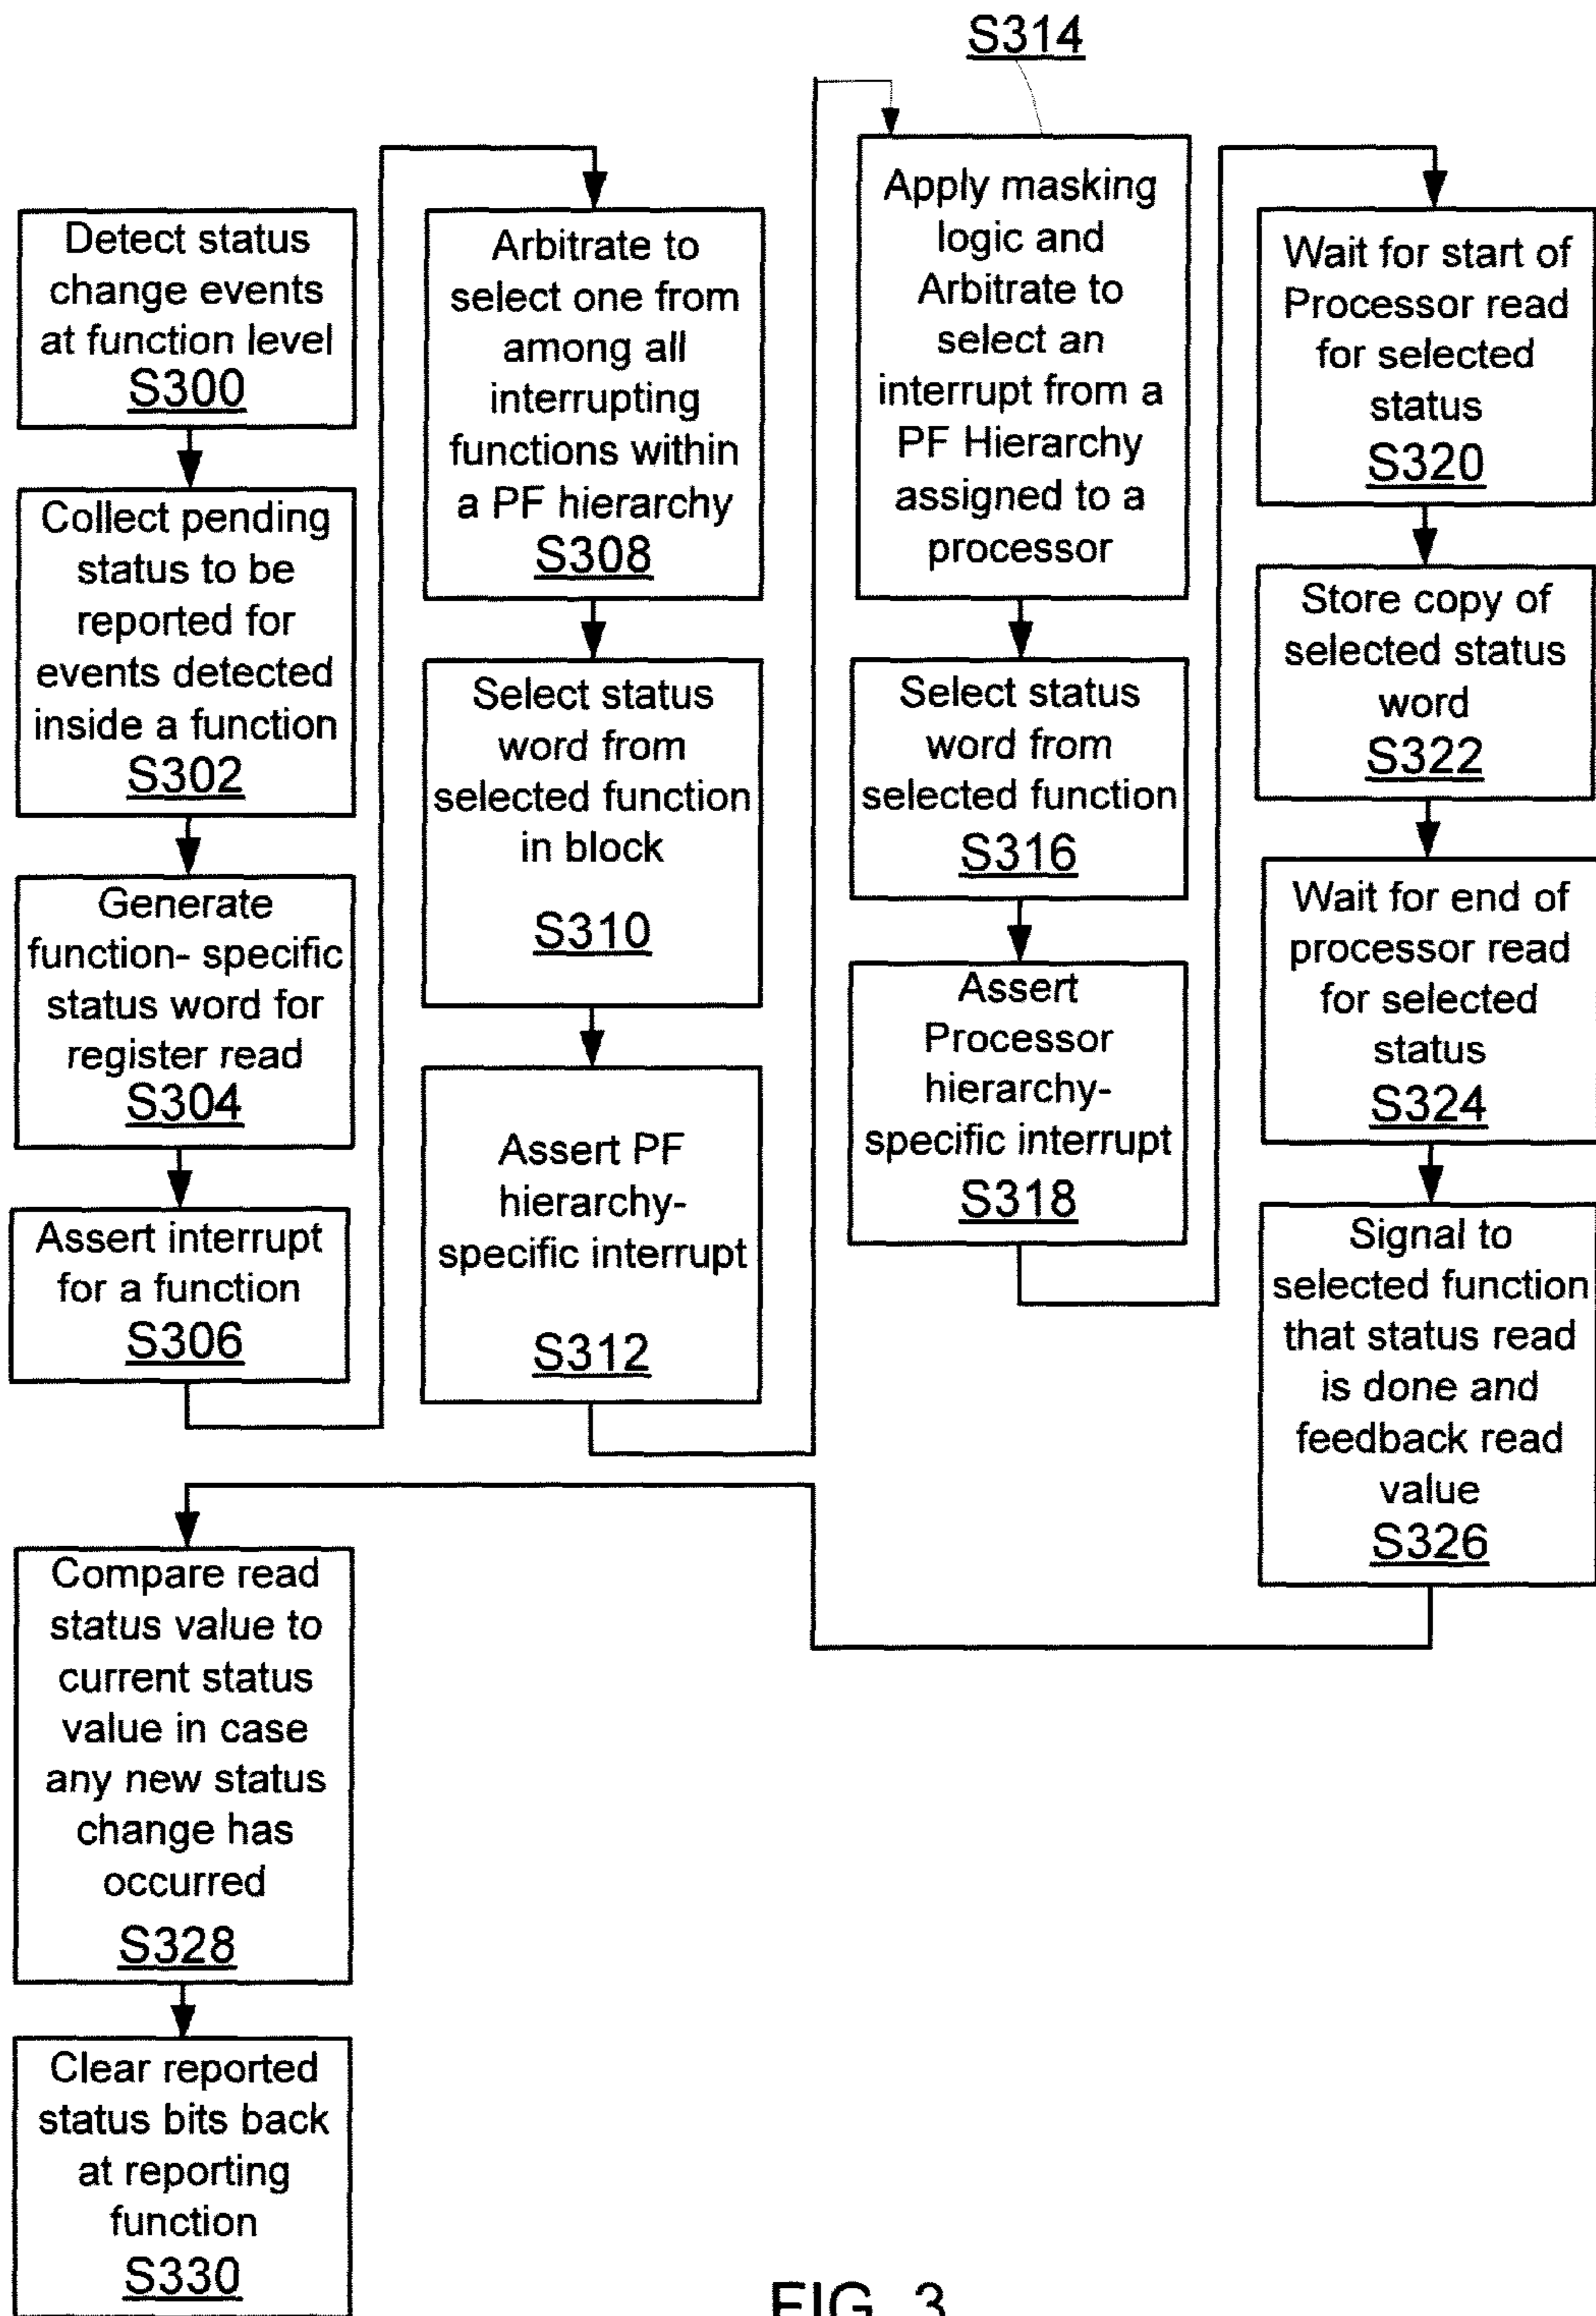 Detect status
change events
at function level
S300
Collect pending
status to be
reported for
events detected
inside a function
S302
Generate
function- specific
status word for
register read
S304
Assert interrupt
for a function
S306
Arbitrate to
select one from
among all
interrupting
functions within
a PF hierarchy
S308
Select status
word from
selected function
in block
S310
Assert PF
hierarchy-
specific interrupt
S312
S314
Apply masking
logic and
Arbitrate to
select an
interrupt from a
PF Hierarchy
assigned to a
processor
Select status
word from
selected function
S316
Assert
Processor
hierarchy-
specific interrupt
S318
Wait for start of
Processor read
for selected
status
S320
Store copy of
selected status
word
S322
Wait for end of
processor read
for selected
status
S324
Signal to
selected function
that status read
is done and
feedback read
value
S326
Compare read
status value to
current status
value in case
any new status
change has
occurred
S328
Clear reported
status bits back
at reporting
function
S330
FIG. 3